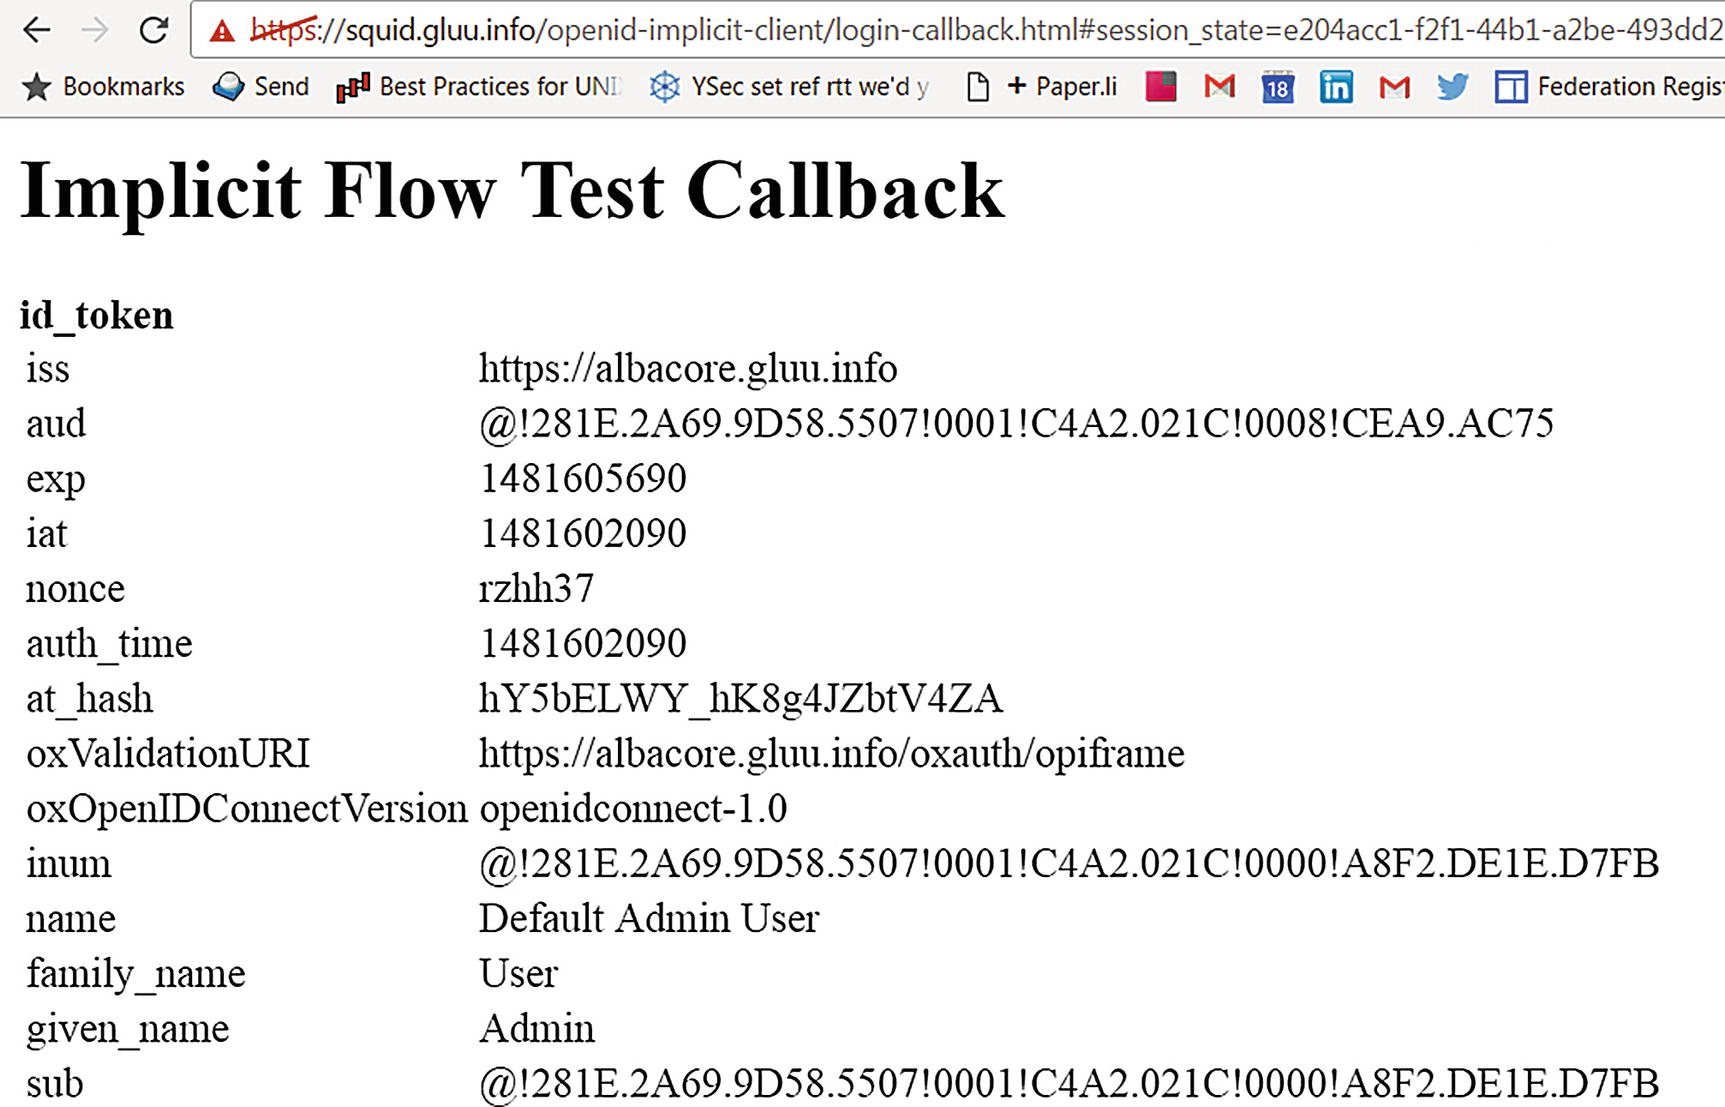 https://squid.gluu.info/openid-implicit-client/login-callback.html#session_state=e204acc1-f2f1-44b1-a2be-493dd2
Bookmarks Send Best Practices for UNI YSec set ref rtt we'd y + Paper.li 18 in Federation Regist
Implicit Flow Test Callback
id_token
iss https://albacore.gluu.info
aud @!281E.2A69.9D58.5507!0001!C4A2.021C!0008!CEA9.AC75
exp 1481605690
iat 1481602090
nonce rzhh37
auth_time 1481602090
at_hash hY5bELWY_hK8g4JZbtV4ZA
oxValidationURI https://albacore.gluu.info/oxauth/opiframe
oxOpenIDConnectVersion openidconnect-1.0
inum @!281E.2A69.9D58.5507!0001!C4A2.021C!0000!A8F2.DE1E.D7FB
name Default Admin User
family_name User
given_name Admin
sub @!281E.2A69.9D58.5507!0001!C4A2.021C!0000!A8F2.DE1E.D7FB